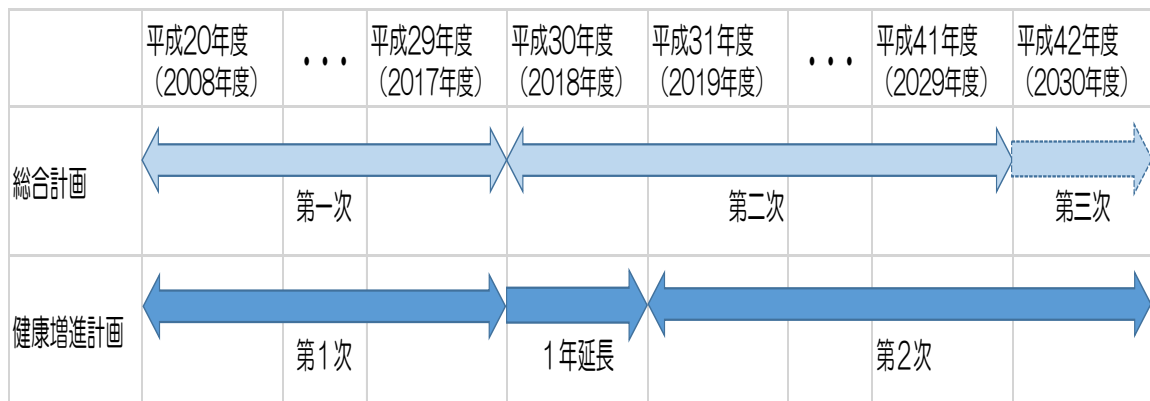 平成20年度
（2008年度）
・・・
平成29年度
（2017年度）
平成30年度
（2018年度）
平成31年度
（2019年度）
・・・
平成41年度
（2029年度）
平成42年度
（2030年度）
総合計画
第一次
第二次
第三次
健康増進計画
第１次
１年延長
第２次